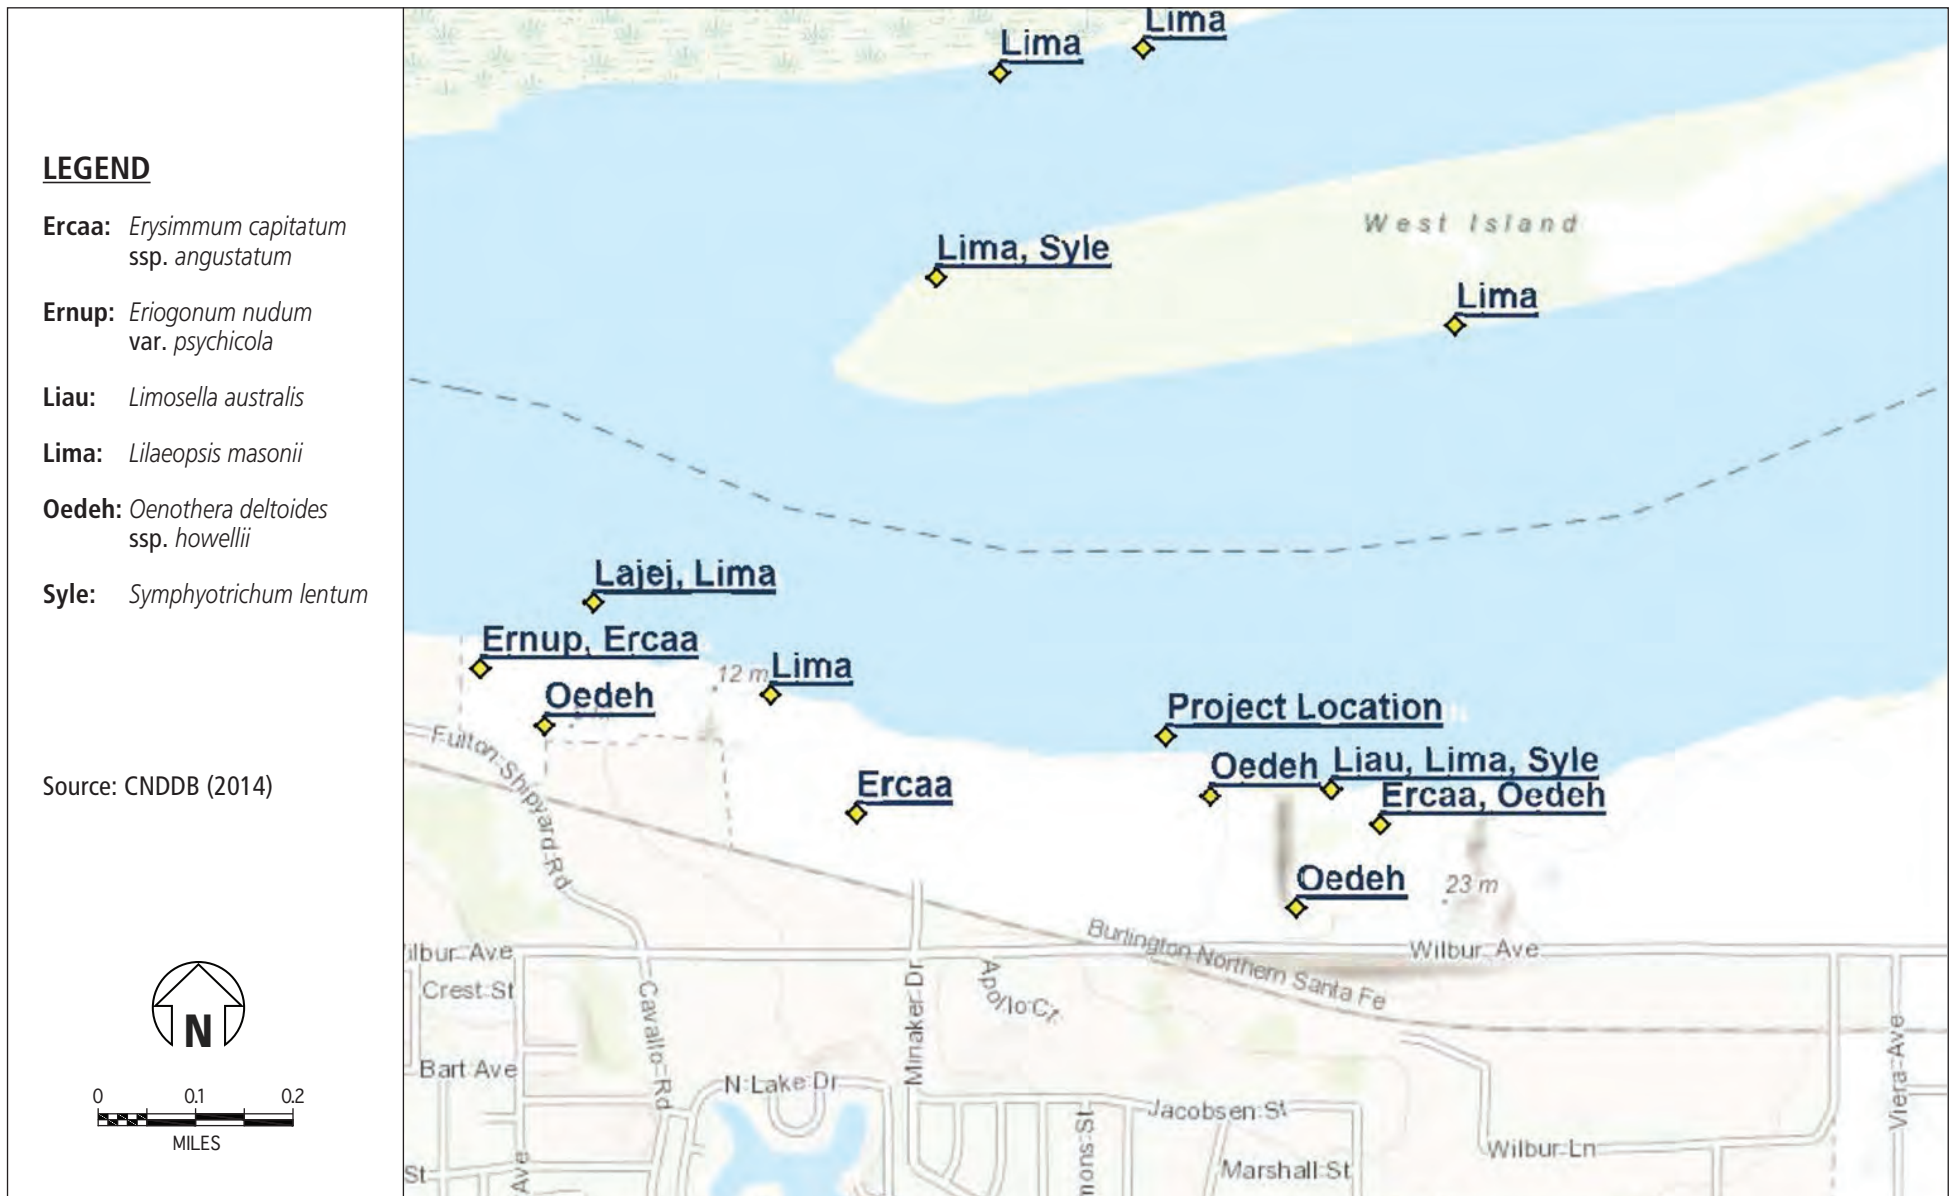 LEGEND
Ercaa: Erysimmum capitatum
ssp. angustatum
Ernup: Eriogonum nudum
var. psychicola
Liau: Limosella australis
Lima: Lilaeopsis masonii
Oedeh: Oenothera deltoides
ssp. howellii
Syle: Symphyotrichum lentum
Source: CNDDB (2014)
N
0 0.1 0.2
MILES
Lima
Lima
West Island
Lima, Syle
Lima
Lajej, Lima
Ernup, Ercaa
12 m
Lima
Oedeh
Project Location
Oedeh
Liau, Lima, Syle
Ercaa, Oedeh
Ercaa
Oedeh
23 m
Fulton Shipyard Rd
Burlington Northern Santa Fe
Wilbur Ave
ilbur Ave
Crest St
Cavallo Rd
Minaker Dr
Apollo Ct
Bart Ave
N Lake Dr
Jacobsen St
Viera Ave
mons St
Wilbur Ln
Marshall St
St
Ave